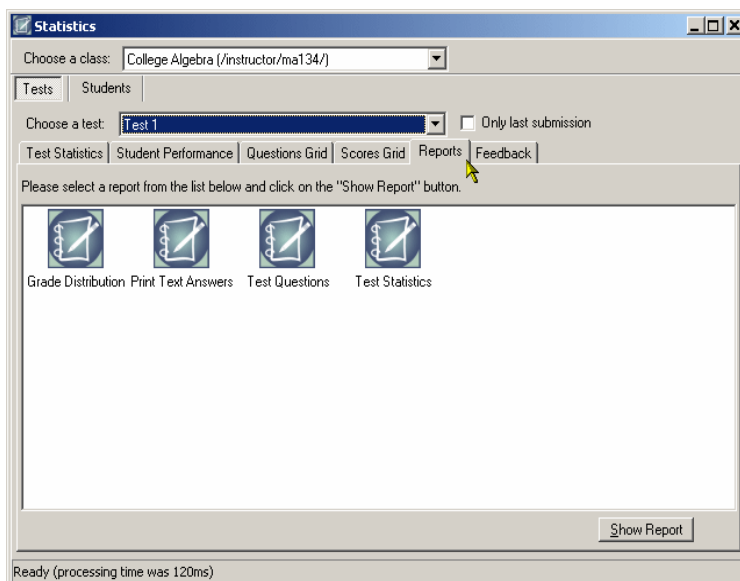 Statistics
Choose a class: College Algebra (/instructor/ma134/)
Tests Students
Choose a test: Test 1 Only last submission
Test Statistics Student Performance Questions Grid Scores Grid Reports Feedback
Please select a report from the list below and click on the "Show Report" button.
Grade Distribution Print Text Answers Test Questions Test Statistics
Show Report
Ready (processing time was 120ms)